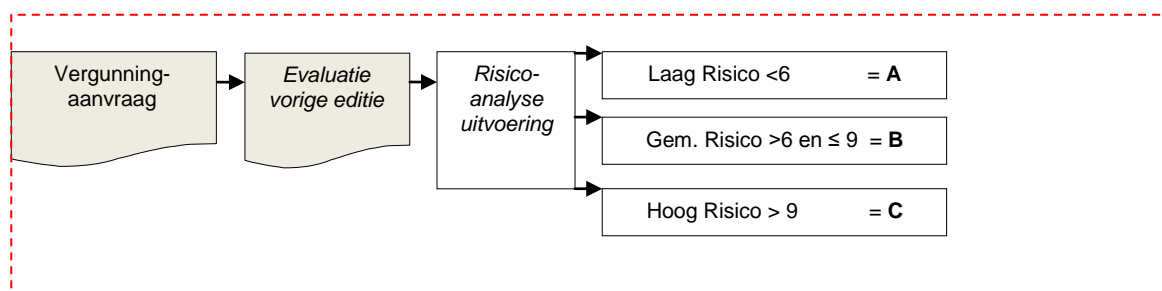 Vergunning-
aanvraag
Evaluatie
vorige editie
Risico-
analyse
uitvoering
Laag Risico <6 = A
Gem. Risico >6 en ≤ 9 = B
Hoog Risico > 9 = C